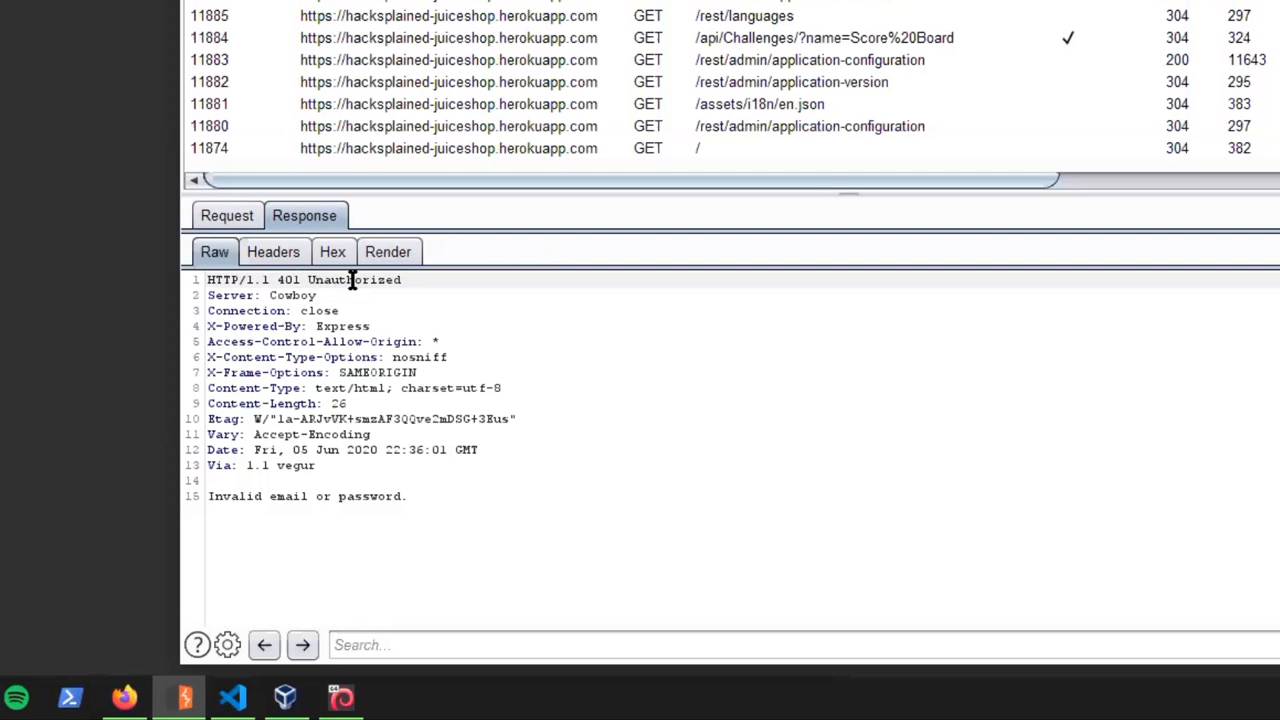 11885 https://hacksplained-juiceshop.herokuapp.com GET /rest/languages 304 297
11884 https://hacksplained-juiceshop.herokuapp.com GET /api/Challenges/?name=Score%20Board ✓ 304 324
11883 https://hacksplained-juiceshop.herokuapp.com GET /rest/admin/application-configuration 200 11643
11882 https://hacksplained-juiceshop.herokuapp.com GET /rest/admin/application-version 304 295
11881 https://hacksplained-juiceshop.herokuapp.com GET /assets/i18n/en.json 304 383
11880 https://hacksplained-juiceshop.herokuapp.com GET /rest/admin/application-configuration 304 297
11874 https://hacksplained-juiceshop.herokuapp.com GET / 304 382
Request Response
Raw Headers Hex Render
1 HTTP/1.1 401 Unauthorized
2 Server: Cowboy
3 Connection: close
4 X-Powered-By: Express
5 Access-Control-Allow-Origin: *
6 X-Content-Type-Options: nosniff
7 X-Frame-Options: SAMEORIGIN
8 Content-Type: text/html; charset=utf-8
9 Content-Length: 26
10 Etag: W/"1a-ARJvVK+smzAF3QQve2mDSG+3Eus"
11 Vary: Accept-Encoding
12 Date: Fri, 05 Jun 2020 22:36:01 GMT
13 Via: 1.1 vegur
14
15 Invalid email or password.
? Search...
64